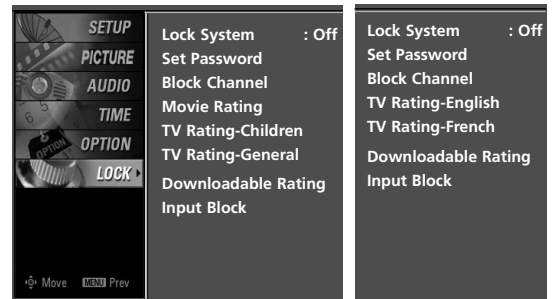 SETUP
PICTURE
AUDIO
TIME
OPTION
LOCK
Move MENU Prev
Lock System : Off
Set Password
Block Channel
Movie Rating
TV Rating-Children
TV Rating-General
Downloadable Rating
Input Block
Lock System : Off
Set Password
Block Channel
TV Rating-English
TV Rating-French
Downloadable Rating
Input Block